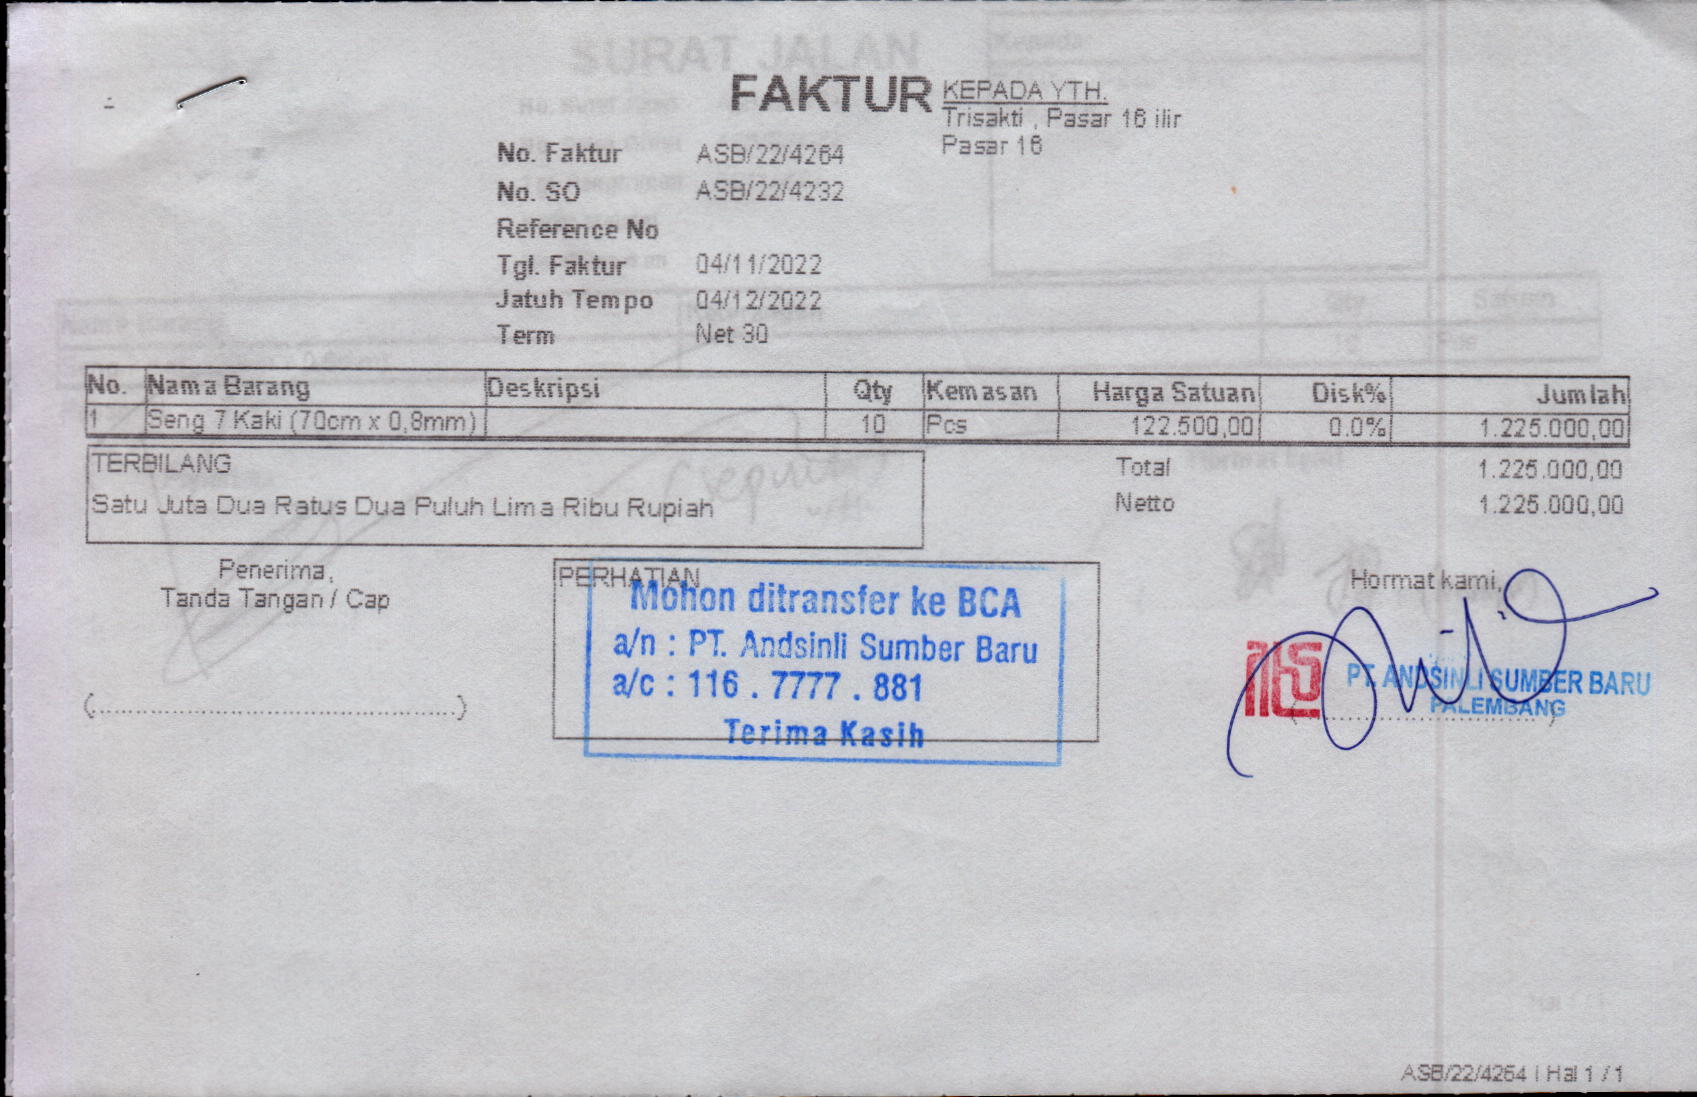 FAKTUR
KEPADA YTH.
Trisakti , Pasar 16 ilir
Pasar 16
No. Faktur ASB/22/4264
No. SO ASB/22/4232
Reference No
Tgl. Faktur 04/11/2022
Jatuh Tempo 04/12/2022
Term Net 30
No. Nama Barang Deskripsi Qty Kemasan Harga Satuan Disk% Jumlah
1 Seng 7 Kaki (70cm x 0,8mm) 10 Pcs 122.500,00 0.0% 1.225.000,00
TERBILANG
Satu Juta Dua Ratus Dua Puluh Lima Ribu Rupiah
Total 1.225.000,00
Netto 1.225.000,00
Penerima,
Tanda Tangan / Cap
(............................................)
PERHATIAN
Mohon ditransfer ke BCA
a/n : PT. Andsinli Sumber Baru
a/c : 116 . 7777 . 881
Terima Kasih
Hormat kami,
PT. ANDSINLI SUMBER BARU
PALEMBANG
ASB/22/4264 | Hal 1 / 1
SURAT JALAN
Kepada